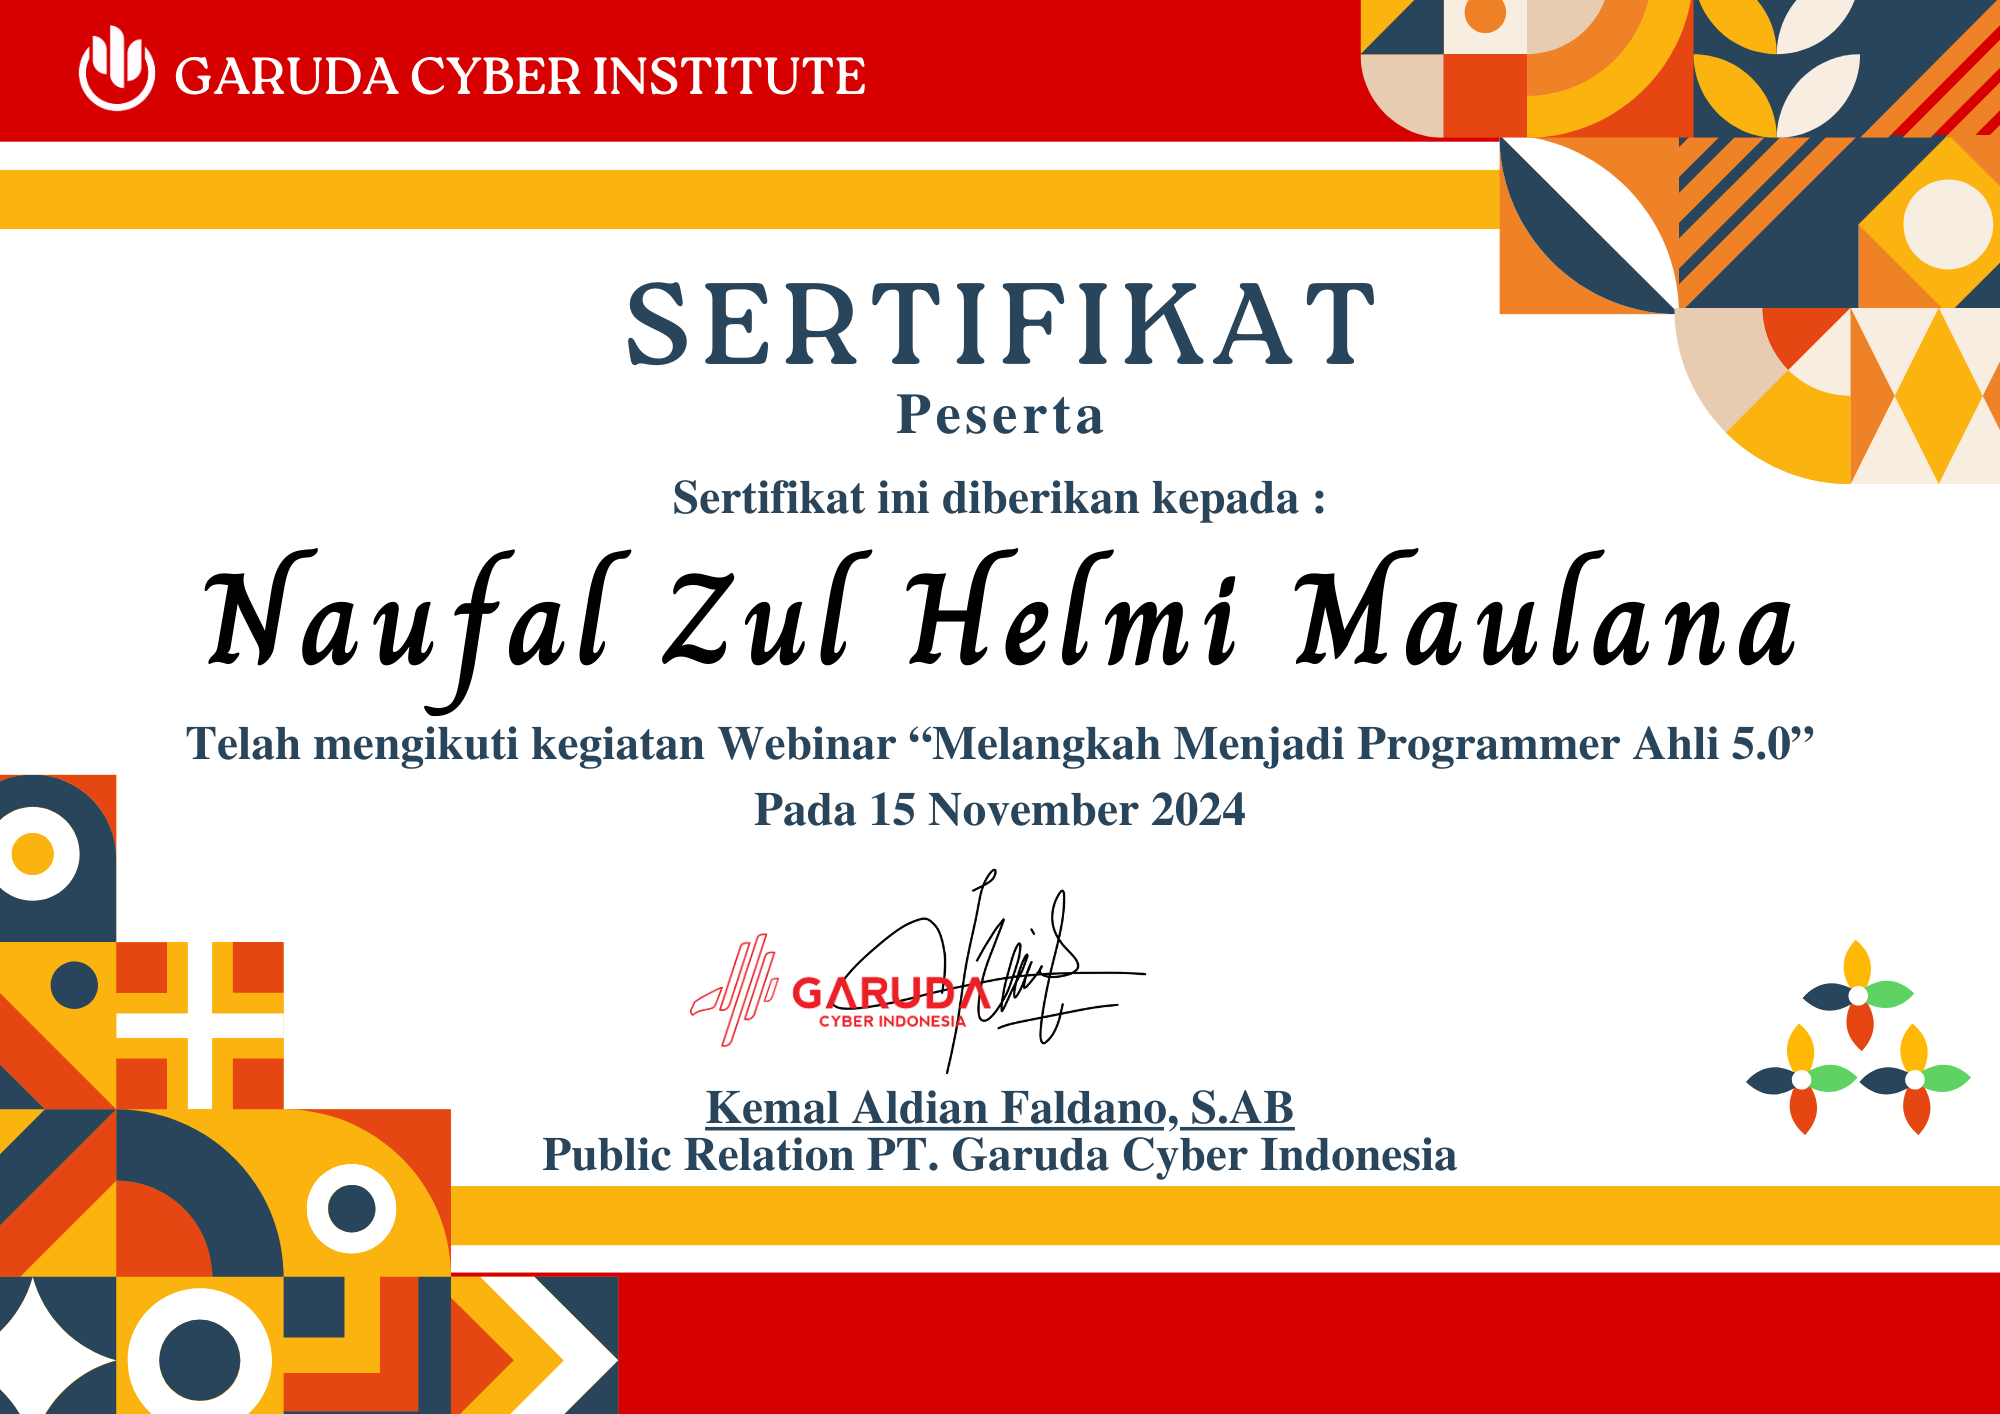 GARUDA CYBER INSTITUTE
SERTIFIKAT
Peserta
Sertifikat ini diberikan kepada :
Naufal Zul Helmi Maulana
Telah mengikuti kegiatan Webinar “Melangkah Menjadi Programmer Ahli 5.0”
Pada 15 November 2024
GARUDA
CYBER INDONESIA
Kemal Aldian Faldano, S.AB
Public Relation PT. Garuda Cyber Indonesia